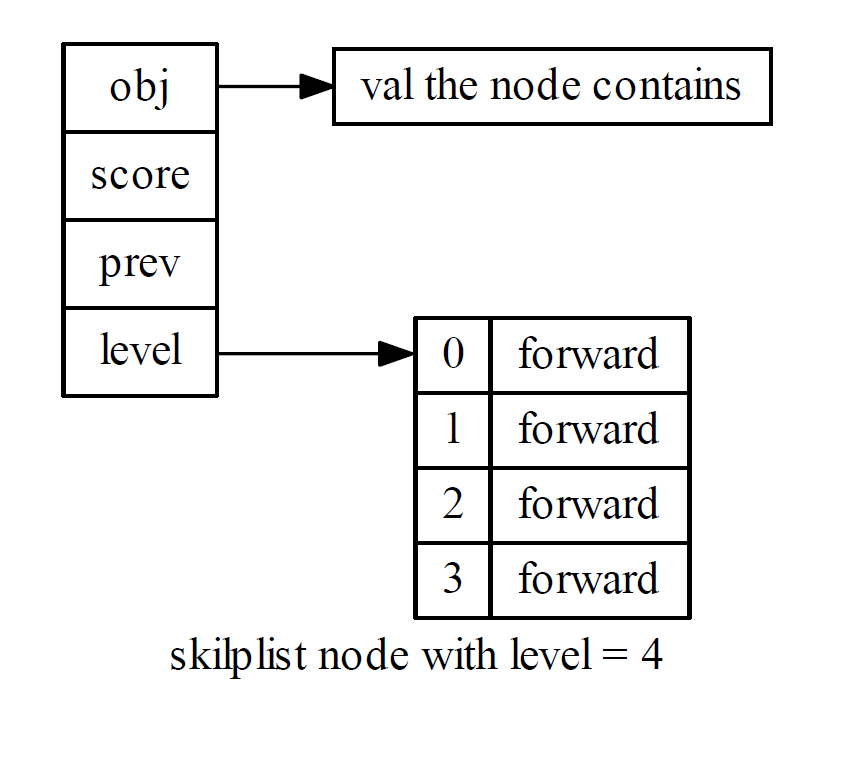 obj
val the node contains
score
prev
level
0 forward
1 forward
2 forward
3 forward
skilplist node with level = 4